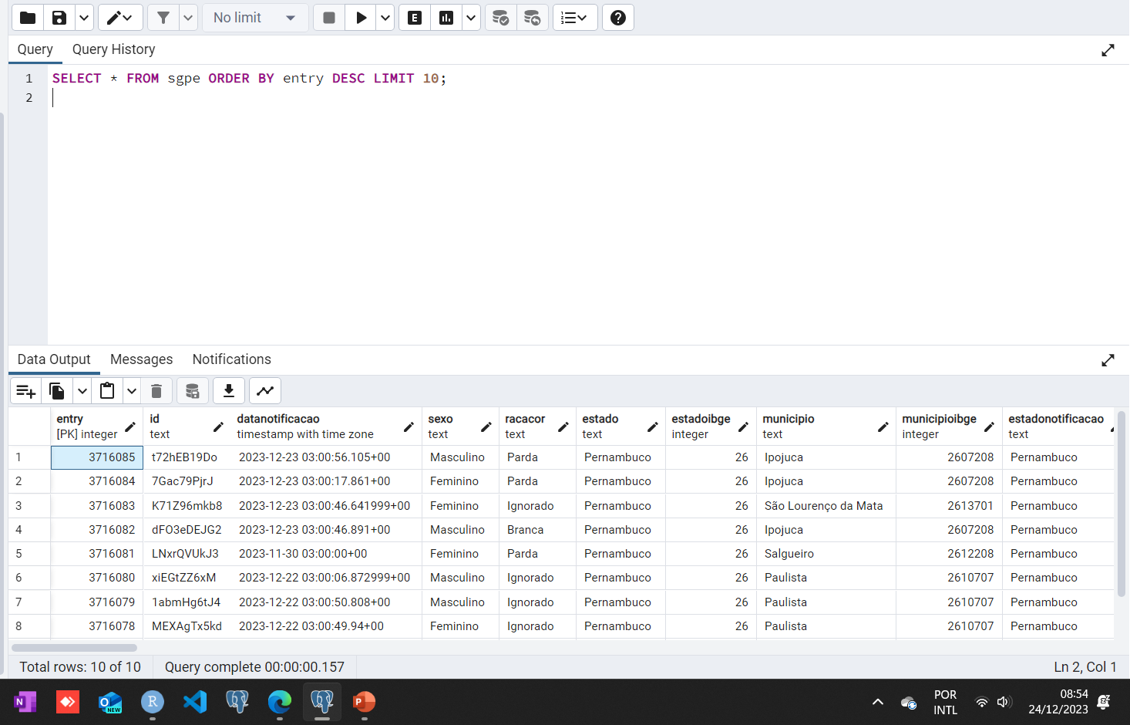 No limit
E
Query Query History
1 SELECT * FROM sgpe ORDER BY entry DESC LIMIT 10;
2
Data Output Messages Notifications
entry id datanotificacao sexo racacor estado estadoibge municipio municipioibge estadonotificacao
[PK] integer text timestamp with time zone text text text integer text integer text
1 3716085 t72hEB19Do 2023-12-23 03:00:56.105+00 Masculino Parda Pernambuco 26 Ipojuca 2607208 Pernambuco
2 3716084 7Gac79PjrJ 2023-12-23 03:00:17.861+00 Feminino Parda Pernambuco 26 Ipojuca 2607208 Pernambuco
3 3716083 K71Z96mkb8 2023-12-23 03:00:46.641999+00 Feminino Ignorado Pernambuco 26 São Lourenço da Mata 2613701 Pernambuco
4 3716082 dFO3eDEJG2 2023-12-23 03:00:46.891+00 Masculino Branca Pernambuco 26 Ipojuca 2607208 Pernambuco
5 3716081 LNxrQVUkJ3 2023-11-30 03:00:00+00 Feminino Parda Pernambuco 26 Salgueiro 2612208 Pernambuco
6 3716080 xiEGtZZ6xM 2023-12-22 03:00:06.872999+00 Masculino Ignorado Pernambuco 26 Paulista 2610707 Pernambuco
7 3716079 1abmHg6tJ4 2023-12-22 03:00:50.808+00 Masculino Ignorado Pernambuco 26 Paulista 2610707 Pernambuco
8 3716078 MEXAgTx5kd 2023-12-22 03:00:49.94+00 Feminino Ignorado Pernambuco 26 Paulista 2610707 Pernambuco
Total rows: 10 of 10 Query complete 00:00:00.157 Ln 2, Col 1
POR 08:54
INTL 24/12/2023